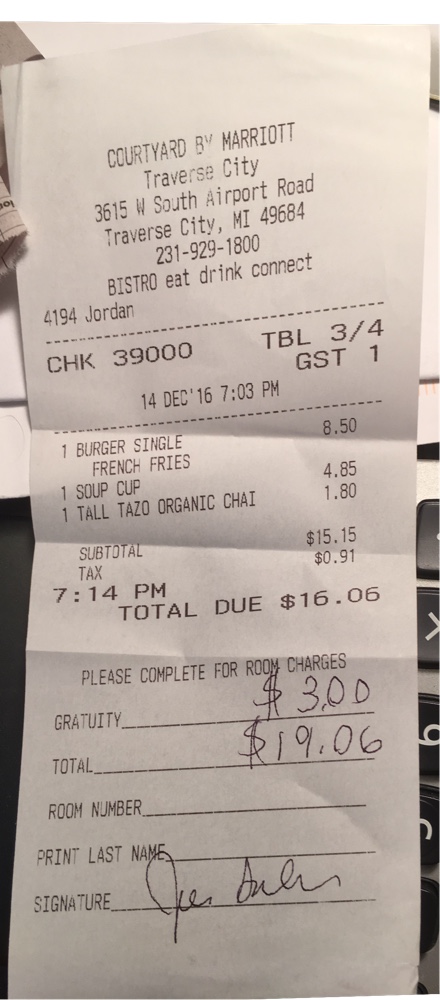 COURTYARD BY MARRIOTT
Traverse City
3615 W South Airport Road
Traverse City, MI 49684
231-929-1800
BISTRO eat drink connect
4194 Jordan
CHK 39000 TBL 3/4
GST 1
14 DEC'16 7:03 PM
1 BURGER SINGLE 8.50
FRENCH FRIES
1 SOUP CUP 4.85
1 TALL TAZO ORGANIC CHAI 1.80
SUBTOTAL $15.15
TAX $0.91
7:14 PM
TOTAL DUE $16.06
PLEASE COMPLETE FOR ROOM CHARGES
GRATUITY $3.00
TOTAL $19.06
ROOM NUMBER
PRINT LAST NAME
SIGNATURE